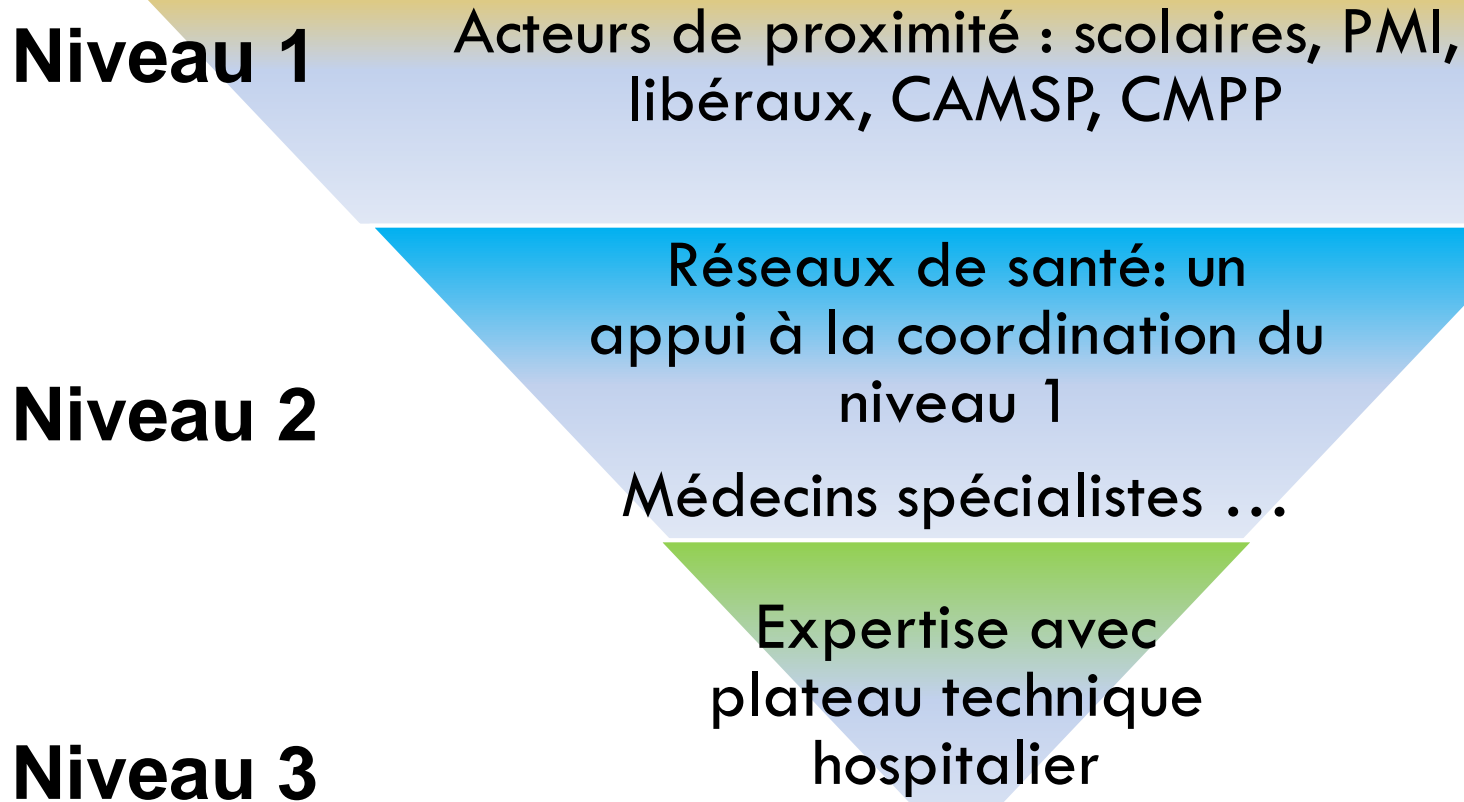 Niveau 1
Acteurs de proximité : scolaires, PMI,
libéraux, CAMSP, CMPP
Niveau 2
Réseaux de santé: un
appui à la coordination du
niveau 1
Médecins spécialistes …
Niveau 3
Expertise avec
plateau technique
hospitalier